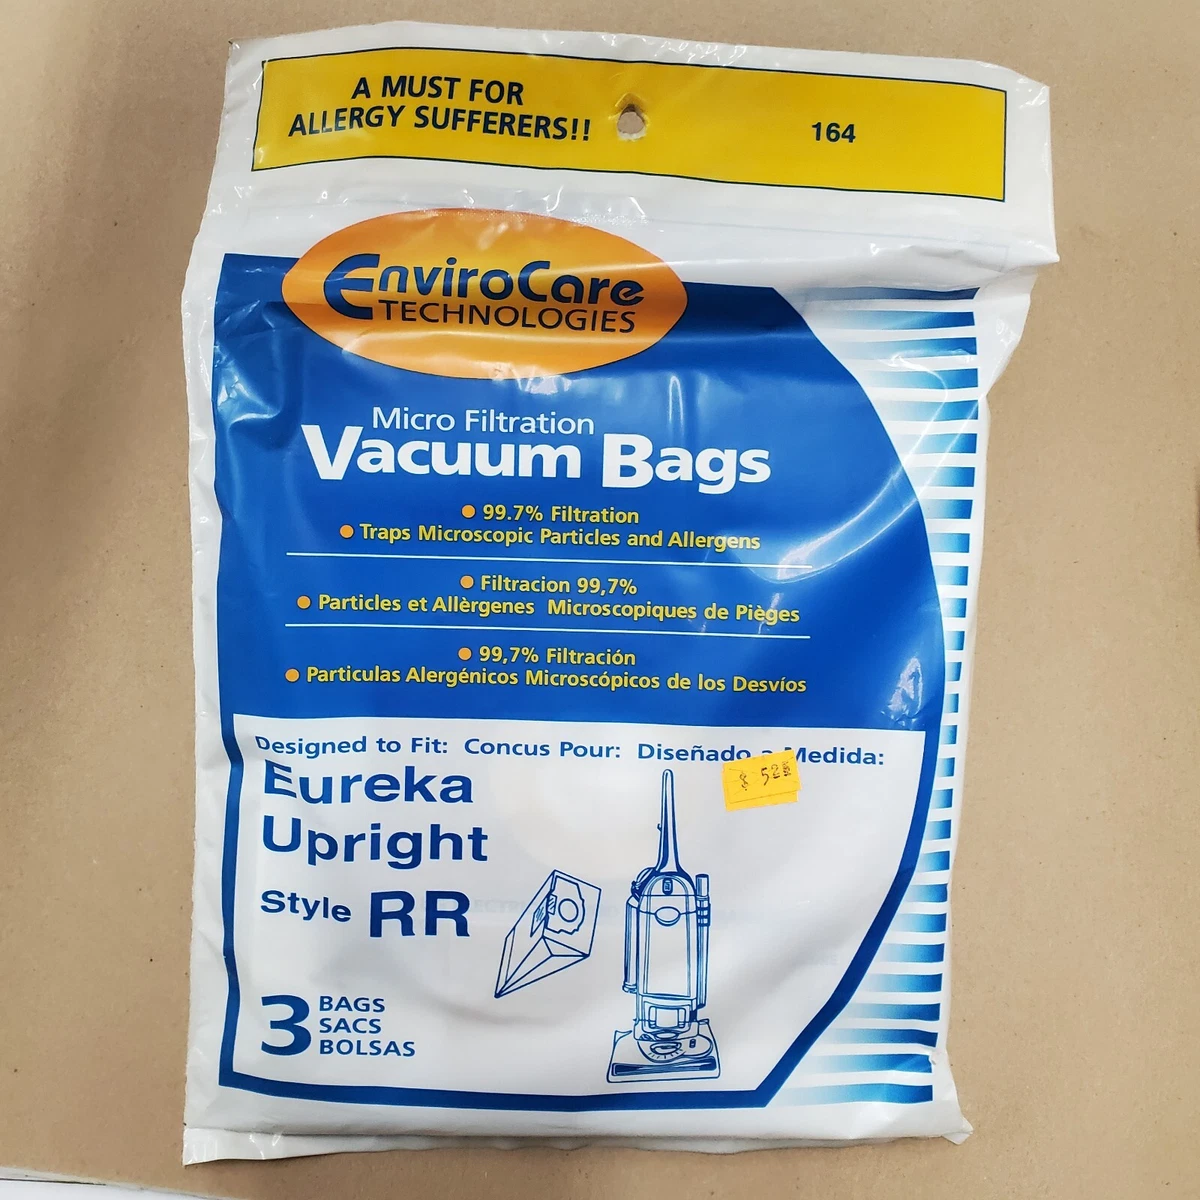 A MUST FOR
ALLERGY SUFFERERS!!
164
EnviroCare
TECHNOLOGIES
Micro Filtration
Vacuum Bags
• 99.7% Filtration
• Traps Microscopic Particles and Allergens
• Filtracion 99,7%
• Particles et Allèrgenes Microscopiques de Pièges
• 99,7% Filtración
• Particulas Alergénicos Microscópicos de los Desvíos
Designed to Fit: Concus Pour: Diseñado a Medida:
Eureka
Upright
Style RR
3 BAGS
SACS
BOLSAS